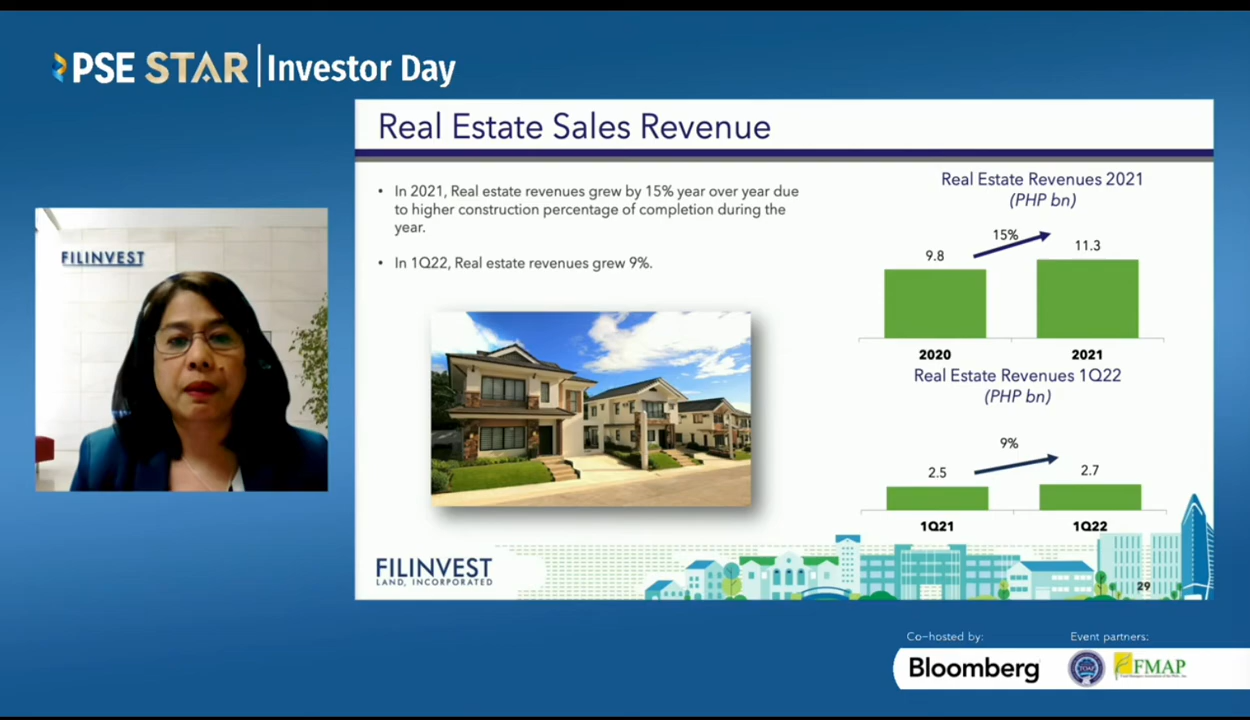 PSE STAR | Investor Day
Real Estate Sales Revenue
• In 2021, Real estate revenues grew by 15% year over year due
to higher construction percentage of completion during the
year.
• In 1Q22, Real estate revenues grew 9%.
FILINVEST
Real Estate Revenues 2021
(PHP bn)
15%
9.8
11.3
2020
2021
Real Estate Revenues 1Q22
(PHP bn)
9%
2.5
2.7
1Q21
1Q22
FILINVEST
LAND, INCORPORATED
29
Co-hosted by:
Event partners:
Bloomberg
FMAP